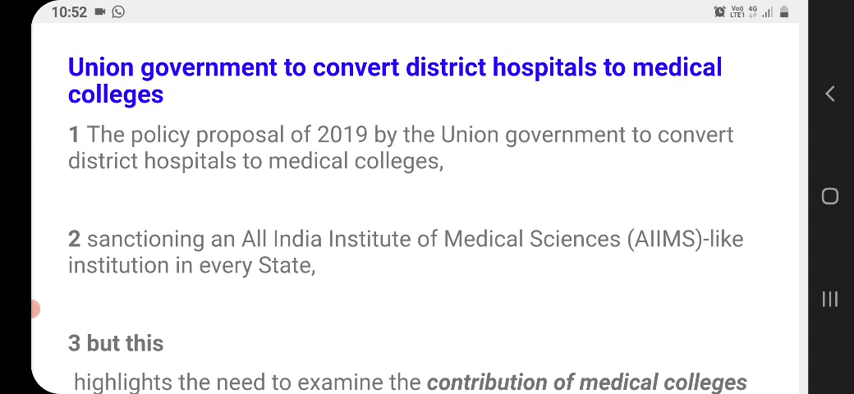 10:52
Vo)) 4G
LTE1
Union government to convert district hospitals to medical
colleges
1 The policy proposal of 2019 by the Union government to convert
district hospitals to medical colleges,
2 sanctioning an All India Institute of Medical Sciences (AIIMS)-like
institution in every State,
3 but this
highlights the need to examine the contribution of medical colleges